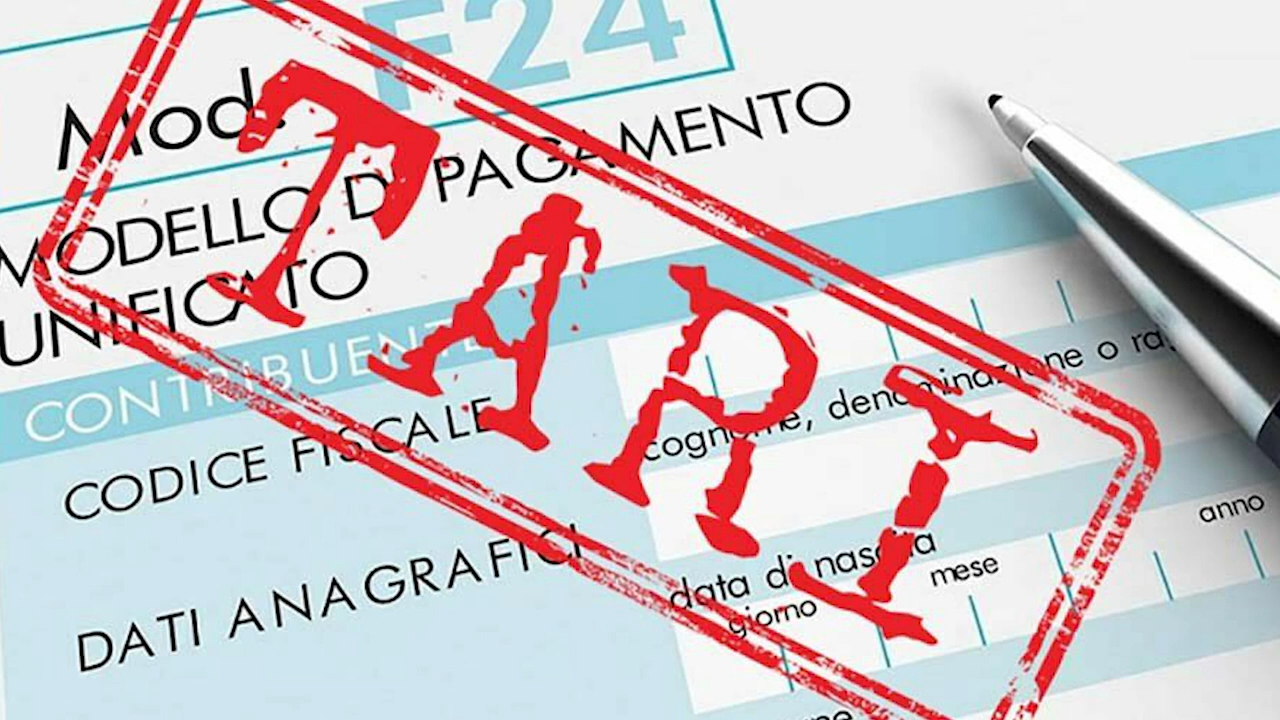 Mod. F24
MODELLO DI PAGAMENTO
UNIFICATO
CONTRIBUENTE
CODICE FISCALE
cognome, denominazione o
DATI ANAGRAFICI
data di nascita
giorno
mese
anno
TARI